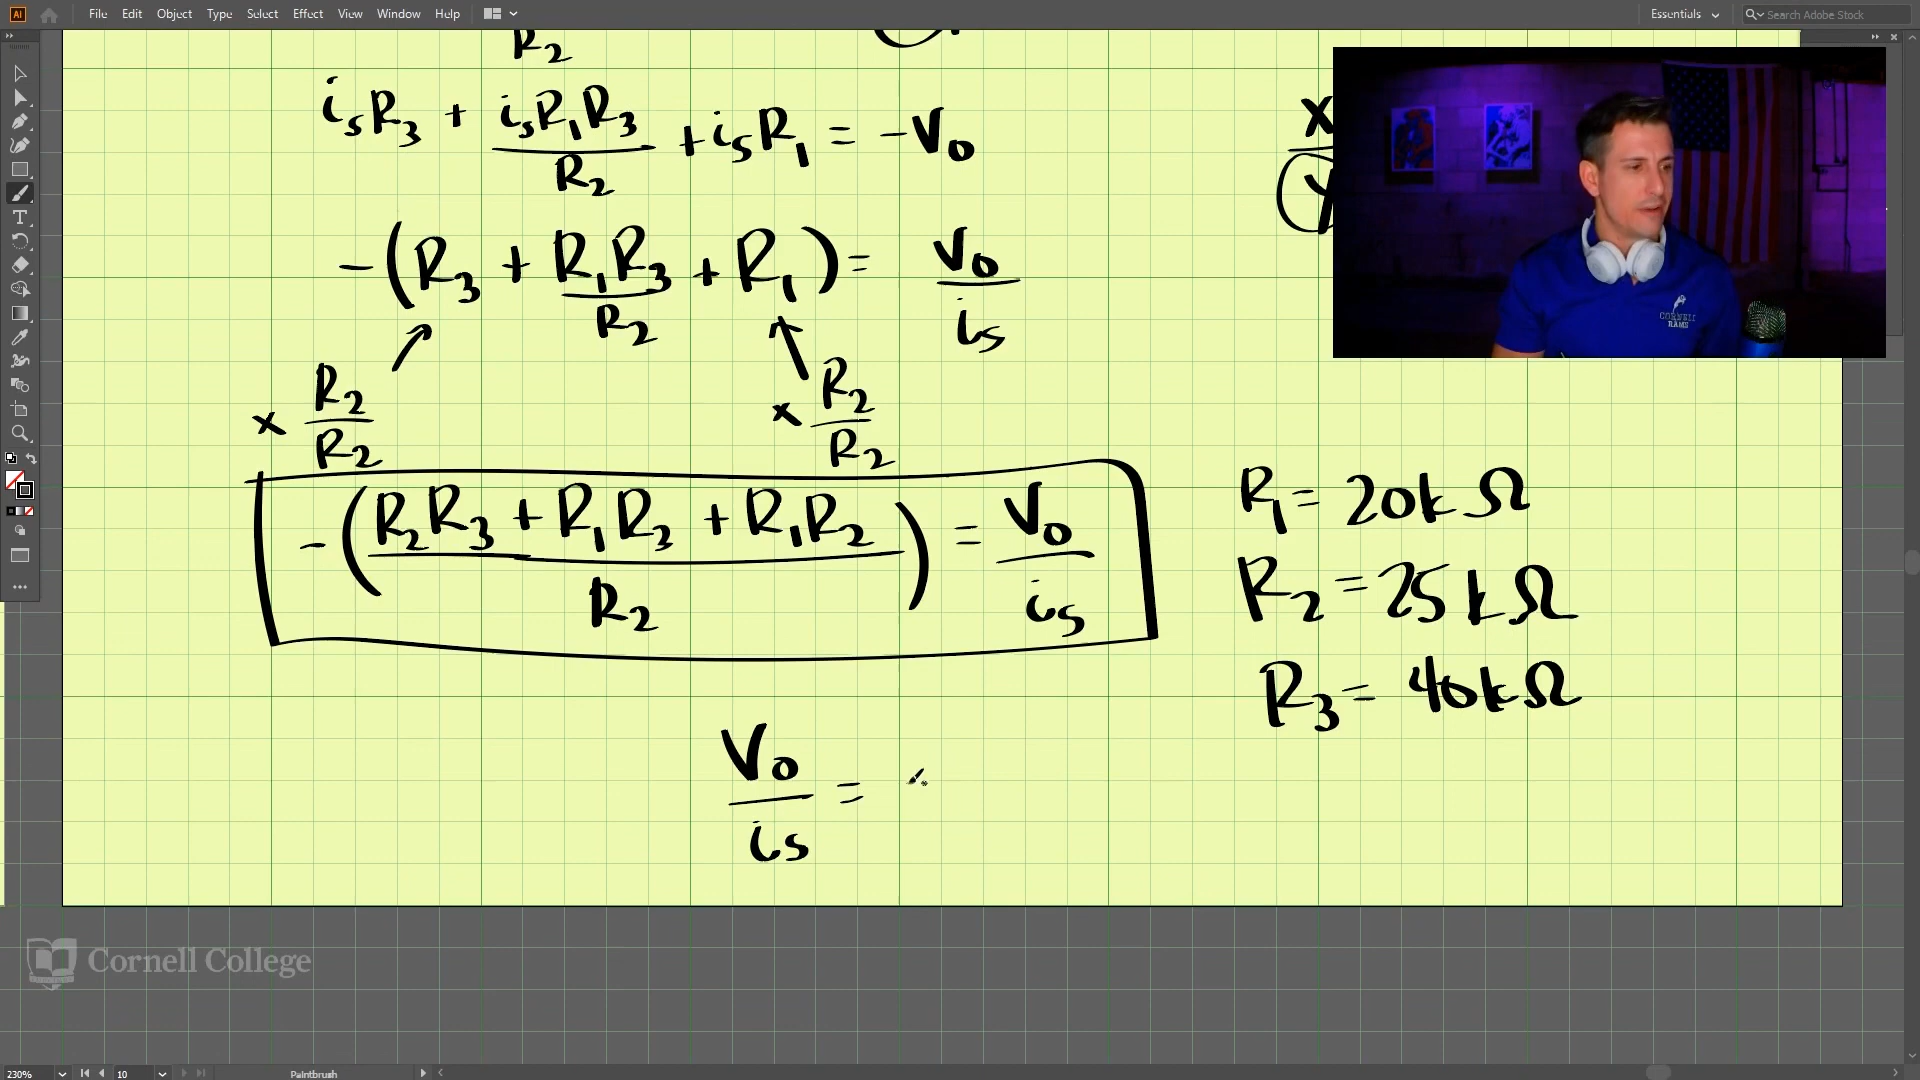 File Edit Object Type Select Effect View Window Help
Essentials
Search Adobe Stock
R₂
iₛR₃ + iₛR₁R₃/R₂ + iₛR₁ = -V₀
X
Y
-(R₃ + R₁R₃/R₂ + R₁) = V₀/iₛ
× R₂/R₂
× R₂/R₂
-((R₂R₃ + R₁R₃ + R₁R₂)/R₂) = V₀/iₛ
R₁ = 20kΩ
R₂ = 25kΩ
R₃ = 40kΩ
V₀/iₛ =
CORNELL
RAMS
Cornell College
230%
10
Paintbrush